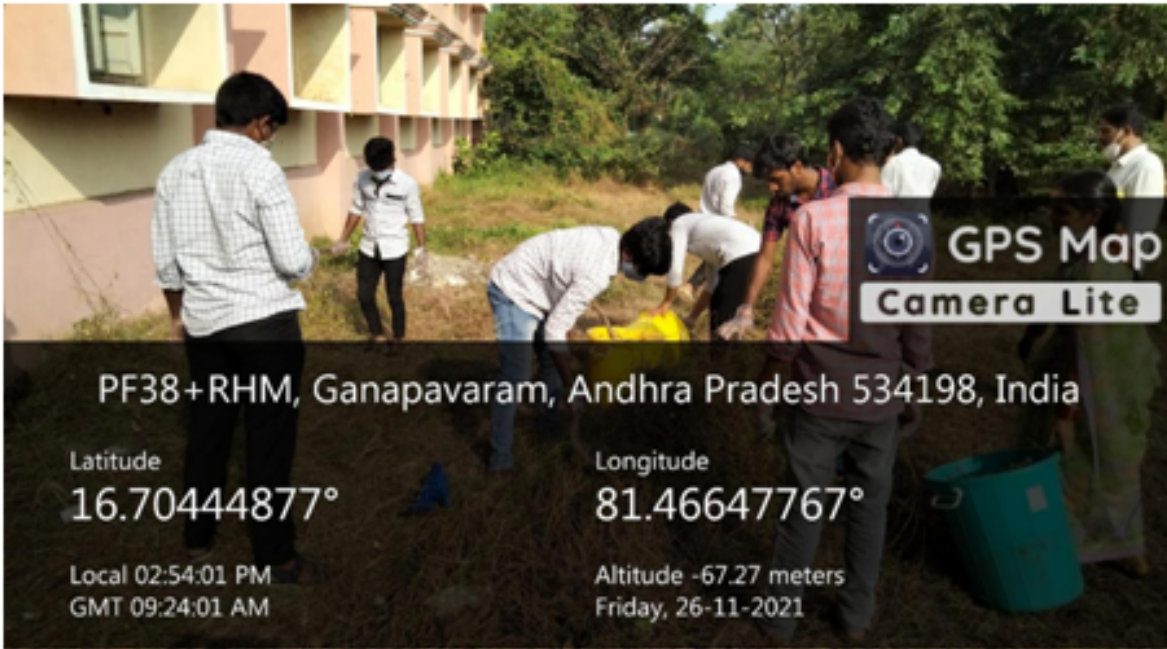 GPS Map
Camera Lite
PF38+RHM, Ganapavaram, Andhra Pradesh 534198, India
Latitude
16.70444877°
Longitude
81.46647767°
Local 02:54:01 PM
GMT 09:24:01 AM
Altitude -67.27 meters
Friday, 26-11-2021